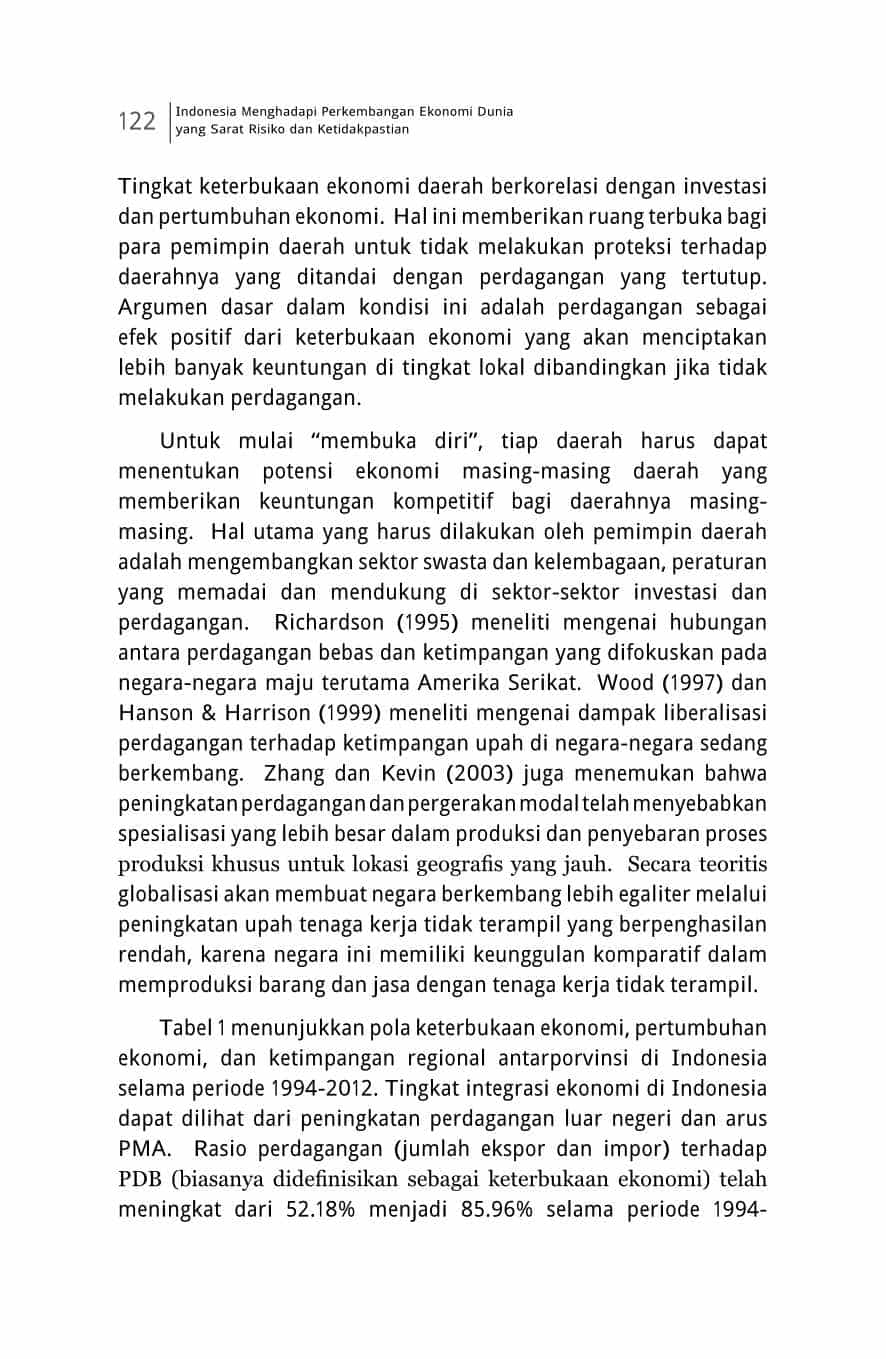 122
Indonesia Menghadapi Perkembangan Ekonomi Dunia
yang Sarat Risiko dan Ketidakpastian
Tingkat keterbukaan ekonomi daerah berkorelasi dengan investasi
dan pertumbuhan ekonomi. Hal ini memberikan ruang terbuka bagi
para pemimpin daerah untuk tidak melakukan proteksi terhadap
daerahnya yang ditandai dengan perdagangan yang tertutup.
Argumen dasar dalam kondisi ini adalah perdagangan sebagai
efek positif dari keterbukaan ekonomi yang akan menciptakan
lebih banyak keuntungan di tingkat lokal dibandingkan jika tidak
melakukan perdagangan.
Untuk mulai “membuka diri”, tiap daerah harus dapat
menentukan potensi ekonomi masing-masing daerah yang
memberikan keuntungan kompetitif bagi daerahnya masing-
masing. Hal utama yang harus dilakukan oleh pemimpin daerah
adalah mengembangkan sektor swasta dan kelembagaan, peraturan
yang memadai dan mendukung di sektor-sektor investasi dan
perdagangan. Richardson (1995) meneliti mengenai hubungan
antara perdagangan bebas dan ketimpangan yang difokuskan pada
negara-negara maju terutama Amerika Serikat. Wood (1997) dan
Hanson & Harrison (1999) meneliti mengenai dampak liberalisasi
perdagangan terhadap ketimpangan upah di negara-negara sedang
berkembang. Zhang dan Kevin (2003) juga menemukan bahwa
peningkatan perdagangan dan pergerakan modal telah menyebabkan
spesialisasi yang lebih besar dalam produksi dan penyebaran proses
produksi khusus untuk lokasi geografis yang jauh. Secara teoritis
globalisasi akan membuat negara berkembang lebih egaliter melalui
peningkatan upah tenaga kerja tidak terampil yang berpenghasilan
rendah, karena negara ini memiliki keunggulan komparatif dalam
memproduksi barang dan jasa dengan tenaga kerja tidak terampil.
Tabel 1 menunjukkan pola keterbukaan ekonomi, pertumbuhan
ekonomi, dan ketimpangan regional antarporvinsi di Indonesia
selama periode 1994-2012. Tingkat integrasi ekonomi di Indonesia
dapat dilihat dari peningkatan perdagangan luar negeri dan arus
PMA. Rasio perdagangan (jumlah ekspor dan impor) terhadap
PDB (biasanya didefinisikan sebagai keterbukaan ekonomi) telah
meningkat dari 52.18% menjadi 85.96% selama periode 1994-